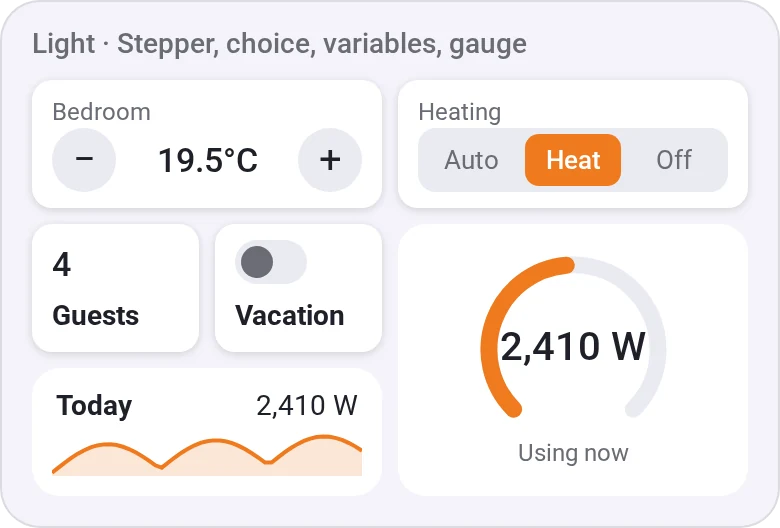 Light · Stepper, choice, variables, gauge
Bedroom
− 19.5°C +
Heating
Auto Heat Off
4
Guests
Vacation
2,410 W
Using now
Today 2,410 W